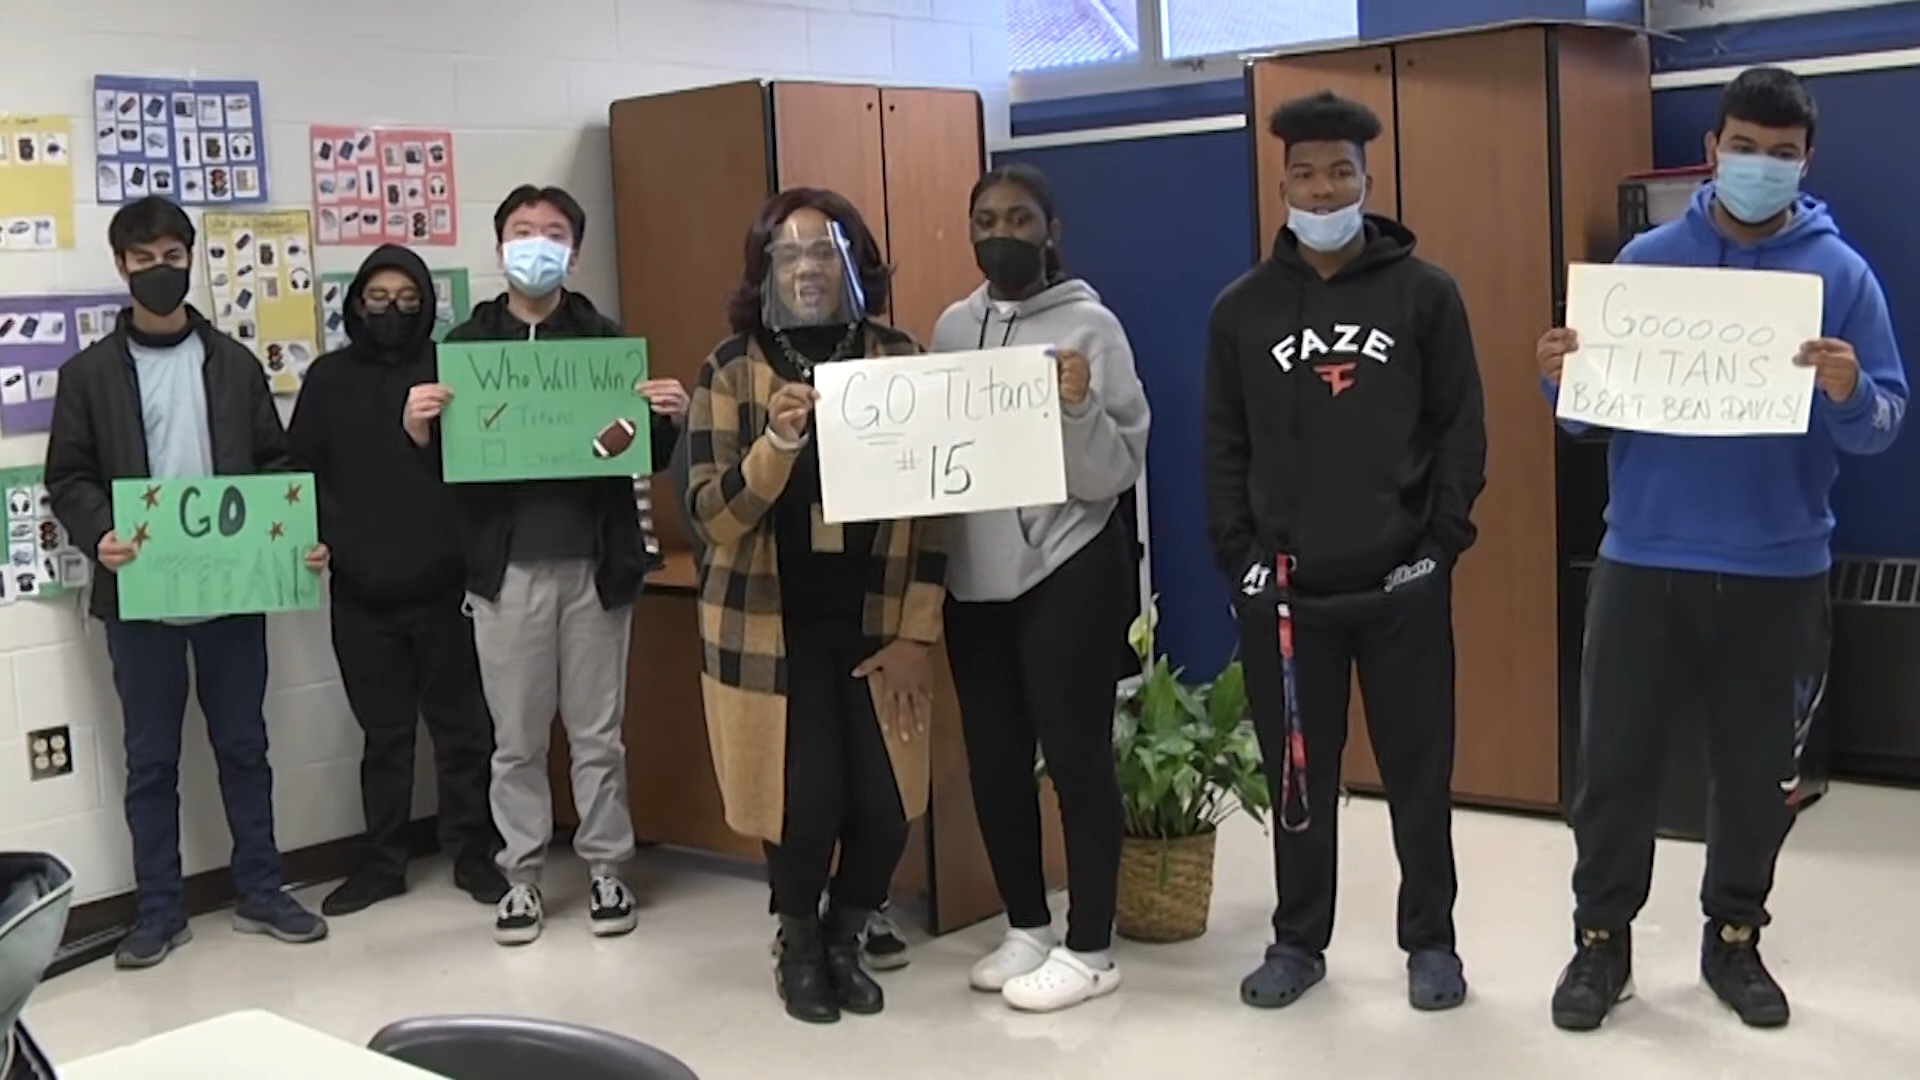 GO
TITANS
Who Will Win?
Titans
GO Titans!
#15
FAZE
Gooooo
TITANS
BEAT BEN DAVIS!